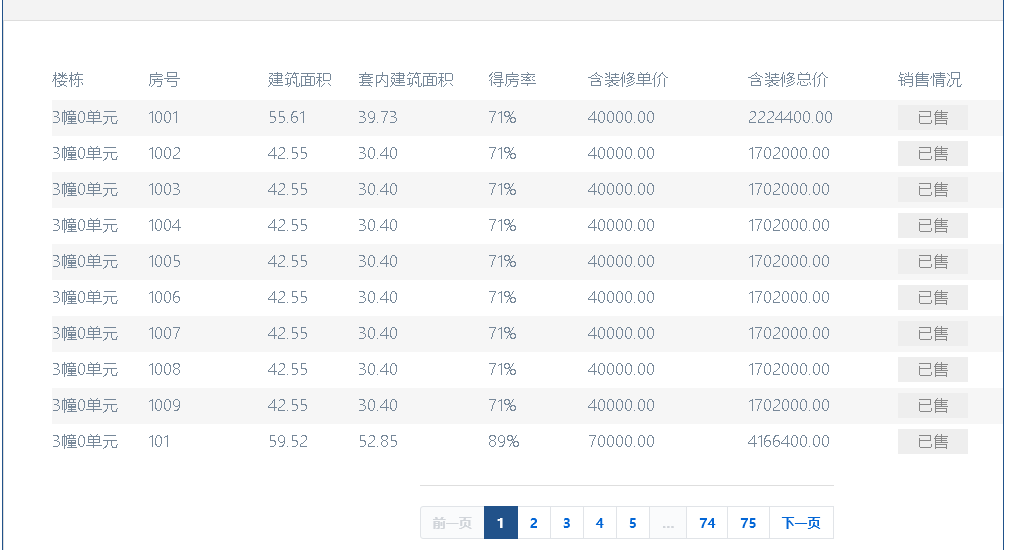 楼栋 房号 建筑面积 套内建筑面积 得房率 含装修单价 含装修总价 销售情况
3幢0单元 1001 55.61 39.73 71% 40000.00 2224400.00 已售
3幢0单元 1002 42.55 30.40 71% 40000.00 1702000.00 已售
3幢0单元 1003 42.55 30.40 71% 40000.00 1702000.00 已售
3幢0单元 1004 42.55 30.40 71% 40000.00 1702000.00 已售
3幢0单元 1005 42.55 30.40 71% 40000.00 1702000.00 已售
3幢0单元 1006 42.55 30.40 71% 40000.00 1702000.00 已售
3幢0单元 1007 42.55 30.40 71% 40000.00 1702000.00 已售
3幢0单元 1008 42.55 30.40 71% 40000.00 1702000.00 已售
3幢0单元 1009 42.55 30.40 71% 40000.00 1702000.00 已售
3幢0单元 101 59.52 52.85 89% 70000.00 4166400.00 已售
前一页 1 2 3 4 5 ... 74 75 下一页